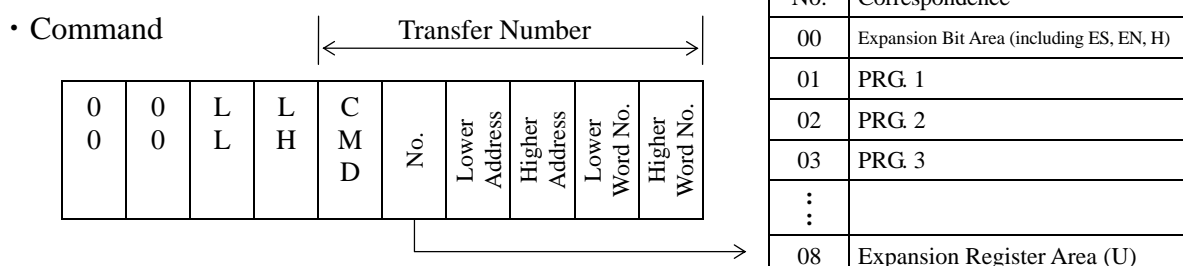 ・Command
Transfer Number
0 0 L L C No. Lower Address Higher Address Lower Word No. Higher Word No.
0 0 L H M
D
No. Correspondence
00 Expansion Bit Area (including ES, EN, H)
01 PRG. 1
02 PRG. 2
03 PRG. 3
⋮
08 Expansion Register Area (U)